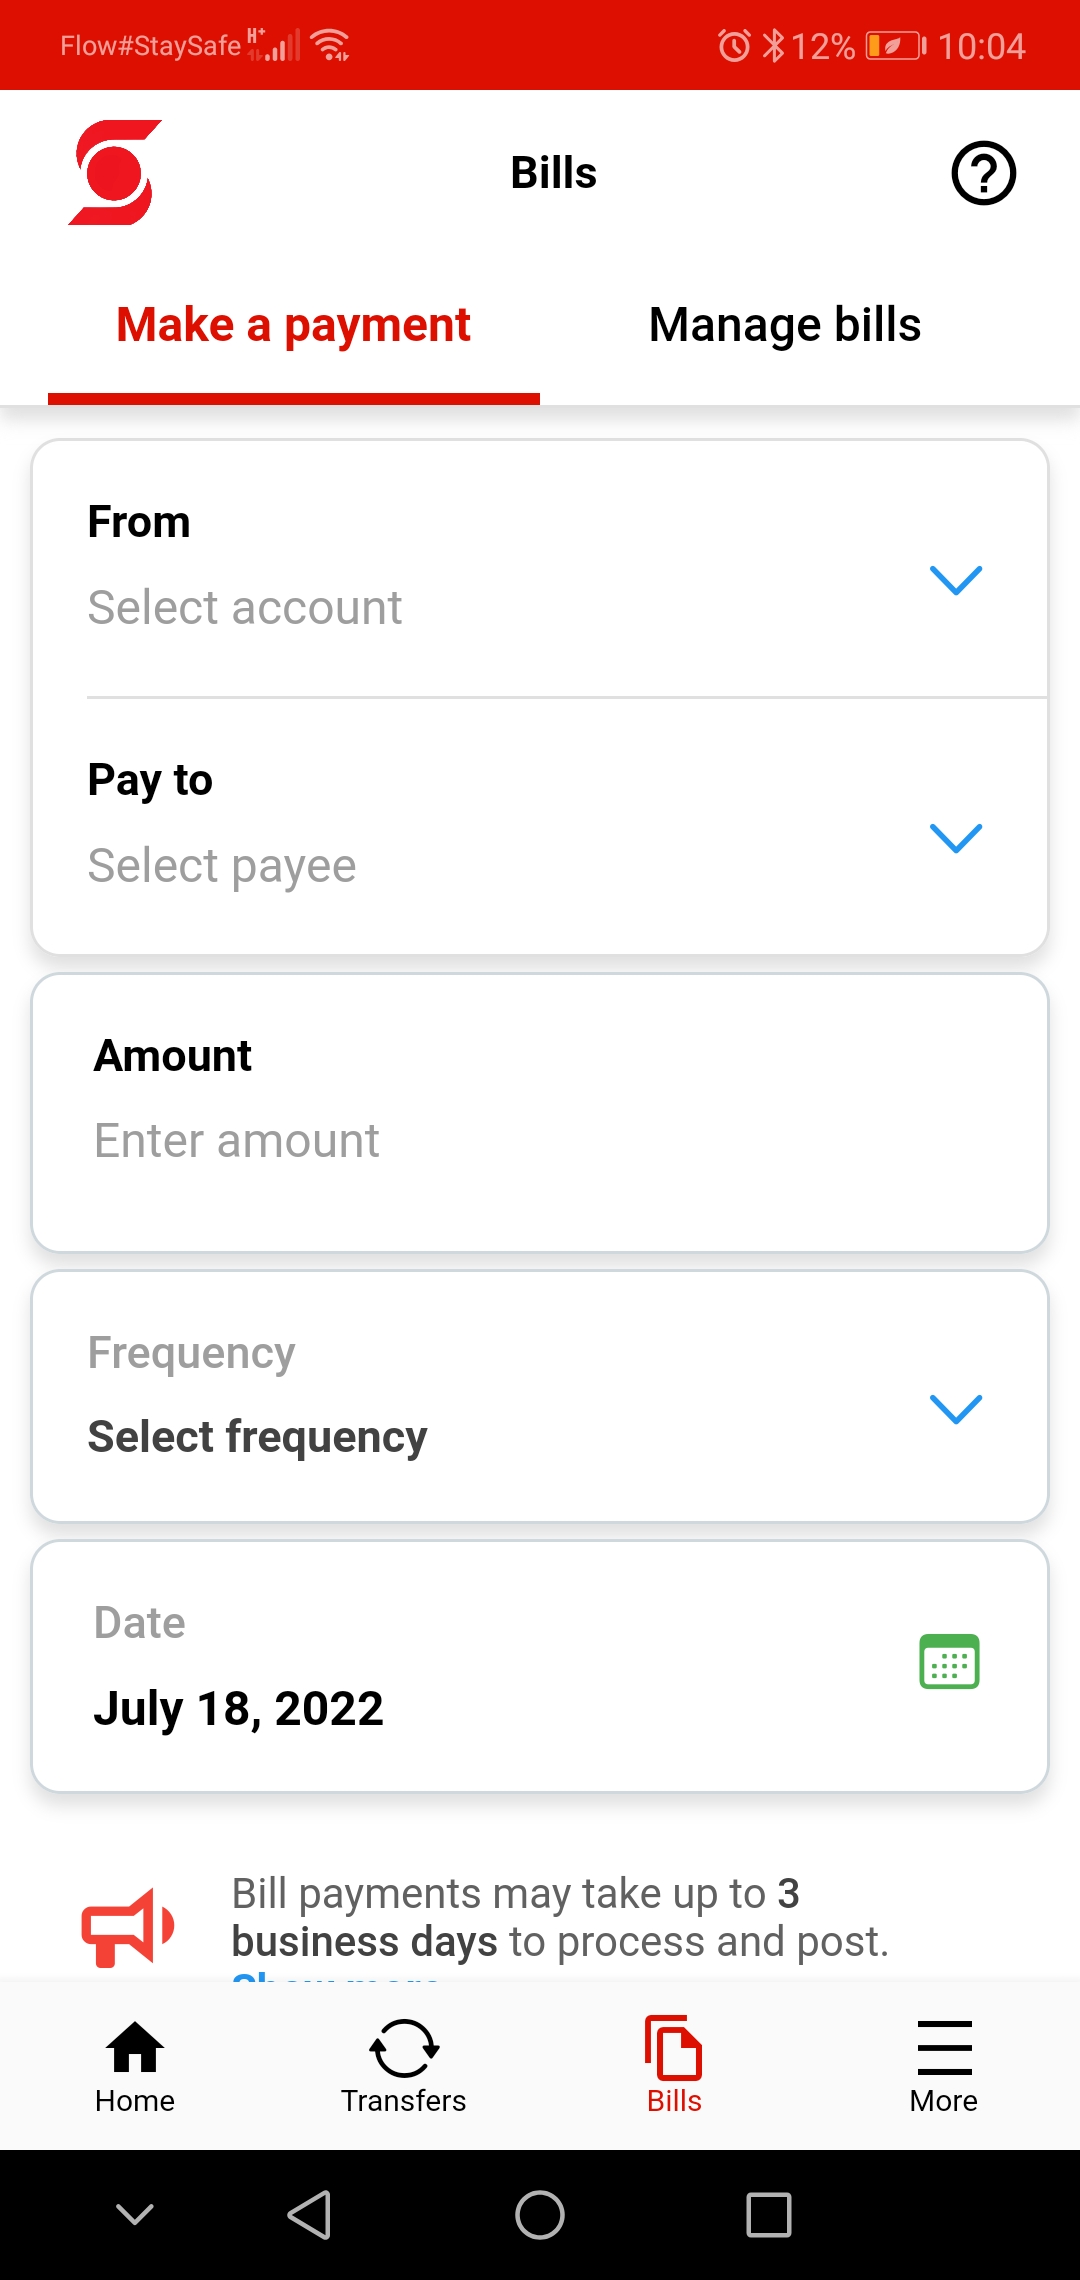 Flow#StaySafe H+ 12% 10:04
Bills
Make a payment Manage bills
From
Select account
Pay to
Select payee
Amount
Enter amount
Frequency
Select frequency
Date
July 18, 2022
Bill payments may take up to 3
business days to process and post.
Show more
Home Transfers Bills More